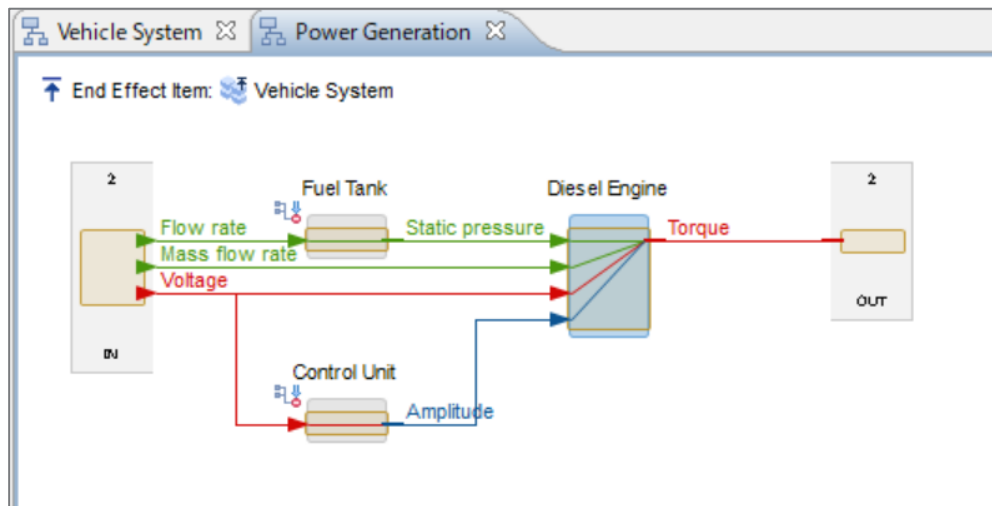 Vehicle System
Power Generation
End Effect Item: Vehicle System
2
Fuel Tank
Diesel Engine
2
Flow rate
Static pressure
Torque
Mass flow rate
Voltage
OUT
IN
Control Unit
Amplitude